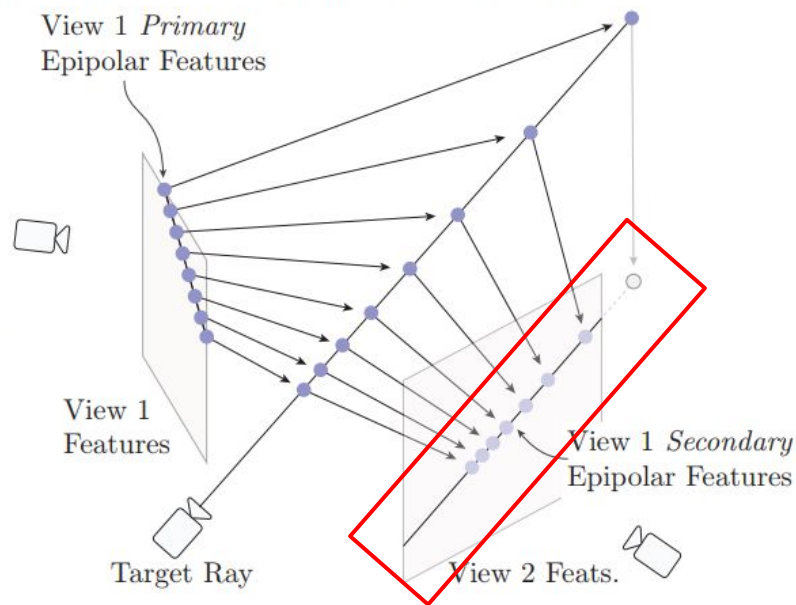 View 1 Primary
Epipolar Features
View 1
Features
View 1 Secondary
Epipolar Features
Target Ray
View 2 Feats.